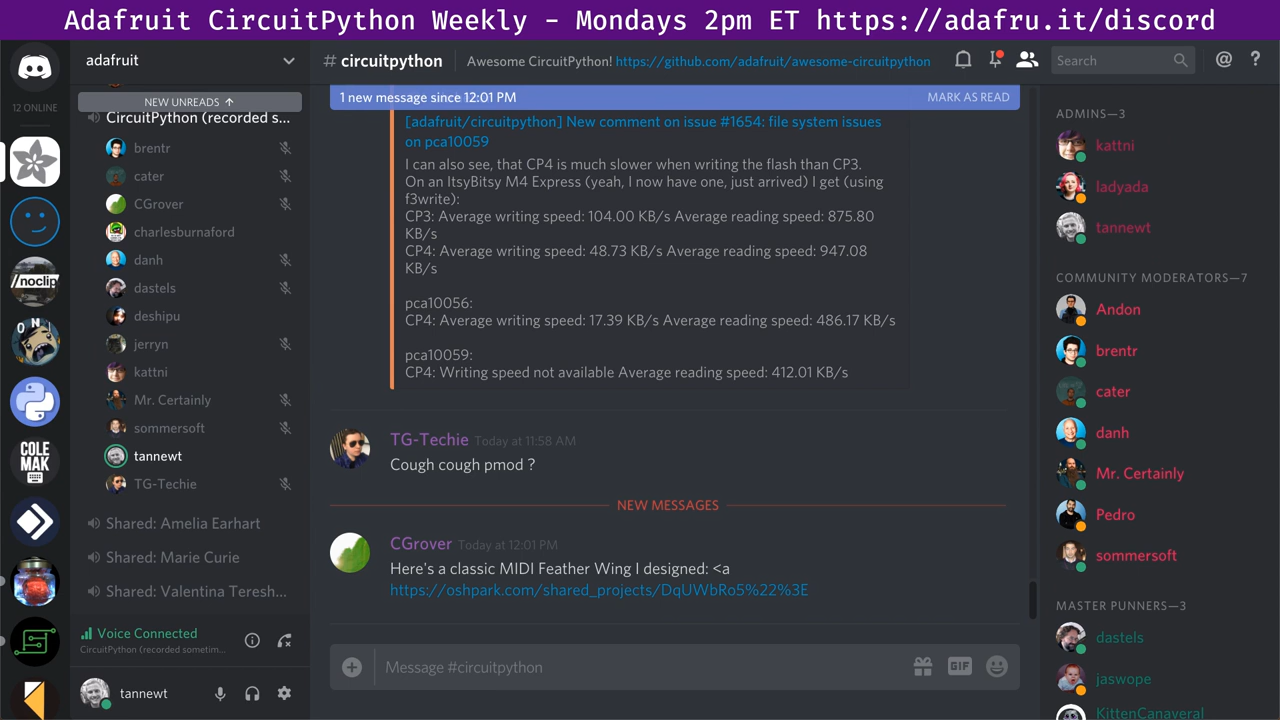 Adafruit CircuitPython Weekly - Mondays 2pm ET https://adafru.it/discord
12 ONLINE
/noclip
O N
COLE
MAK
adafruit
NEW UNREADS ↑
CircuitPython (recorded s...
brentr
cater
CGrover
charlesburnaford
danh
dastels
deshipu
jerryn
kattni
Mr. Certainly
sommersoft
tannewt
TG-Techie
Shared: Amelia Earhart
Shared: Marie Curie
Shared: Valentina Teresh...
Voice Connected
CircuitPython (recorded sometim...
tannewt
# circuitpython
Awesome CircuitPython! https://github.com/adafruit/awesome-circuitpython
Search
1 new message since 12:01 PM
MARK AS READ
[adafruit/circuitpython] New comment on issue #1654: file system issues
on pca10059
I can also see, that CP4 is much slower when writing the flash than CP3.
On an ItsyBitsy M4 Express (yeah, I now have one, just arrived) I get (using
f3write):
CP3: Average writing speed: 104.00 KB/s Average reading speed: 875.80
KB/s
CP4: Average writing speed: 48.73 KB/s Average reading speed: 947.08
KB/s
pca10056:
CP4: Average writing speed: 17.39 KB/s Average reading speed: 486.17 KB/s
pca10059:
CP4: Writing speed not available Average reading speed: 412.01 KB/s
TG-Techie Today at 11:58 AM
Cough cough pmod ?
NEW MESSAGES
CGrover Today at 12:01 PM
Here's a classic MIDI Feather Wing I designed: <a
https://oshpark.com/shared_projects/DqUWbRo5%22%3E
Message #circuitpython
GIF
ADMINS—3
kattni
ladyada
tannewt
COMMUNITY MODERATORS—7
Andon
brentr
cater
danh
Mr. Certainly
Pedro
sommersoft
MASTER PUNNERS—3
dastels
jaswope
KittenCanaveral